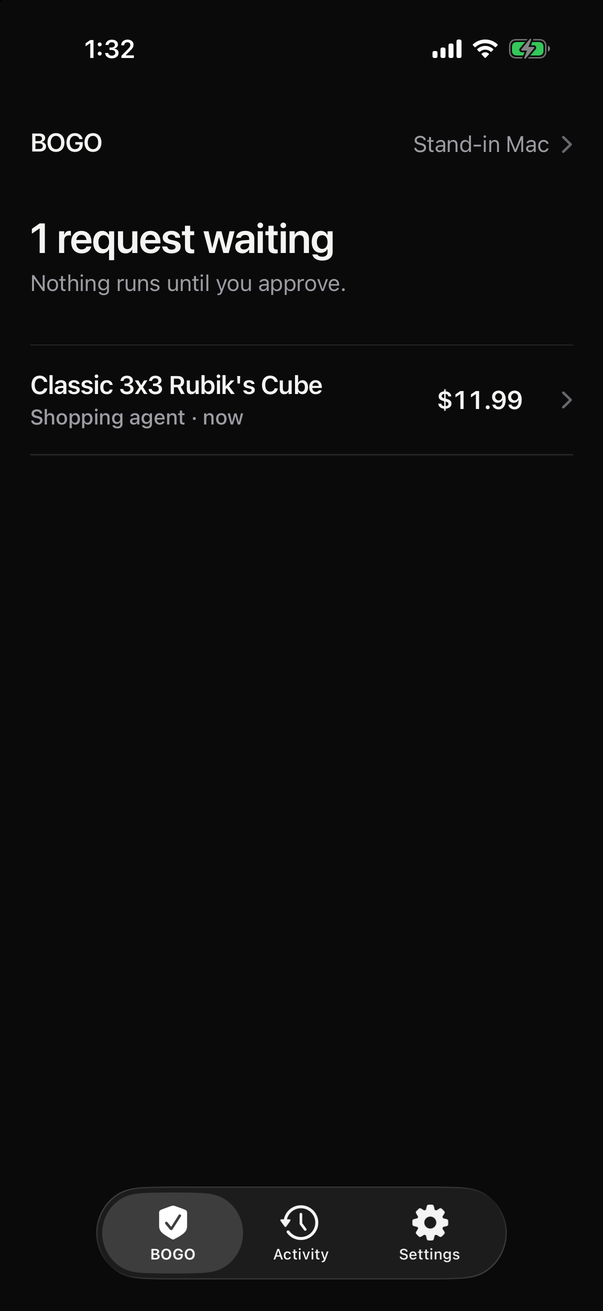 1:32
BOGO
Stand-in Mac
1 request waiting
Nothing runs until you approve.
Classic 3x3 Rubik's Cube
$11.99
Shopping agent · now
BOGO
Activity
Settings